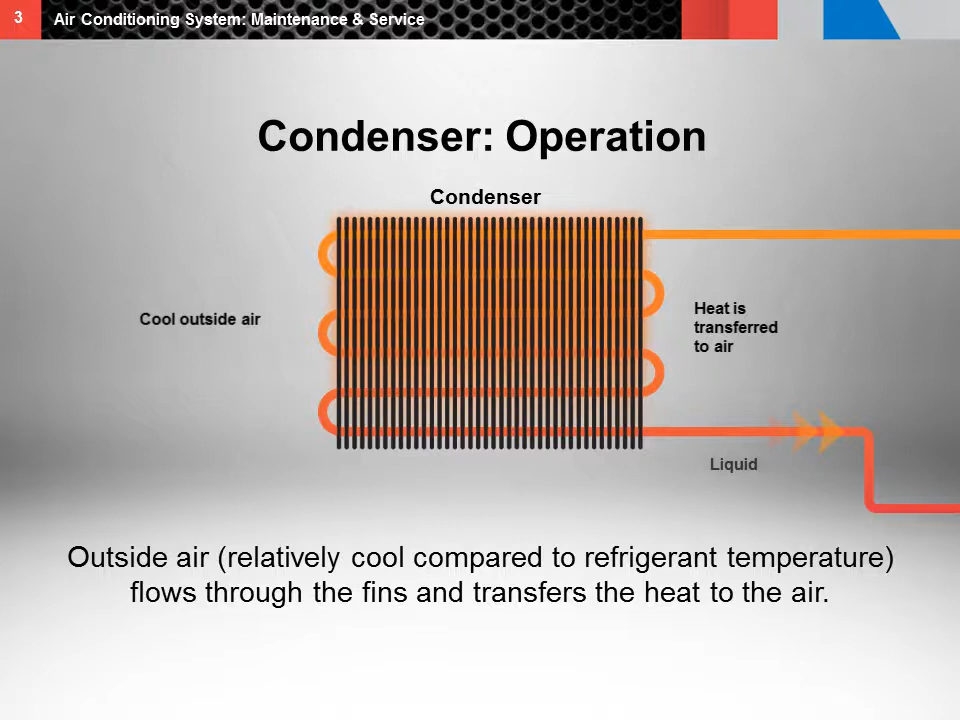 3
Air Conditioning System: Maintenance & Service
Condenser: Operation
Condenser
Cool outside air
Heat is
transferred
to air
Liquid
Outside air (relatively cool compared to refrigerant temperature)
flows through the fins and transfers the heat to the air.